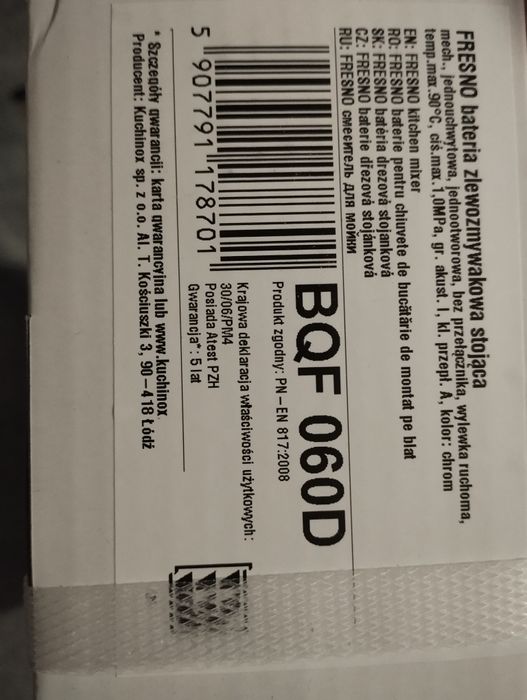 FRESNO bateria zlewozmywakowa stojąca
mech., jednouchwytowa, jednootworowa, bez przełącznika, wylewka ruchoma,
temp.max.90°C, ciś.max.1,0MPa, gr. akust. I, kl. przepł. A, kolor: chrom
EN: FRESNO kitchen mixer
RO: FRESNO baterie pentru chiuvete de bucătărie de montat pe blat
SK: FRESNO batéria drezová stojanková
CZ: FRESNO baterie dřezová stojánková
RU: FRESNO смеситель для мойки
BQF 060D
Produkt zgodny: PN-EN 817:2008
5 907791 178701
Krajowa deklaracja właściwości użytkowych:
30/06/PM4
Posiada Atest PZH
Gwarancja*: 5 lat
* Szczegóły gwarancji: karta gwarancyjna lub www.kuchinox
Producent: Kuchinox sp. z o.o. Al. T. Kościuszki 3, 90-418 Łódź